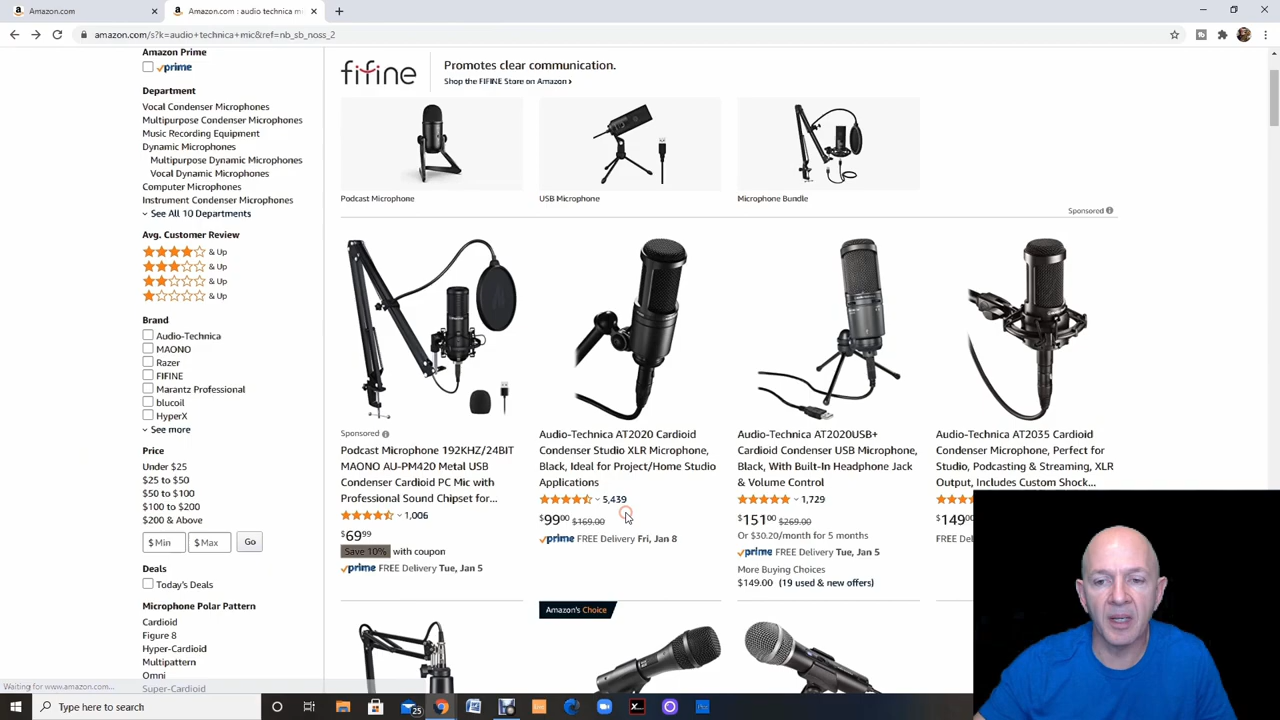 Amazon.com
Amazon.com : audio technica mic
amazon.com/s?k=audio+technica+mic&ref=nb_sb_noss_2
Amazon Prime
prime
Department
Vocal Condenser Microphones
Multipurpose Condenser Microphones
Music Recording Equipment
Dynamic Microphones
Multipurpose Dynamic Microphones
Vocal Dynamic Microphones
Computer Microphones
Instrument Condenser Microphones
See All 10 Departments
Avg. Customer Review
& Up
& Up
& Up
& Up
Brand
Audio-Technica
MAONO
Razer
FIFINE
Marantz Professional
blucoil
HyperX
See more
Price
Under $25
$25 to $50
$50 to $100
$100 to $200
$200 & Above
$ Min
$ Max
Go
Deals
Today's Deals
Microphone Polar Pattern
Cardioid
Figure 8
Hyper-Cardioid
Multipattern
Omni
Super-Cardioid
fifine
Promotes clear communication.
Shop the FIFINE Store on Amazon ›
Podcast Microphone
USB Microphone
Microphone Bundle
Sponsored
Sponsored
Podcast Microphone 192KHZ/24BIT
MAONO AU-PM420 Metal USB
Condenser Cardioid PC Mic with
Professional Sound Chipset for...
1,006
$6999
Save 10% with coupon
prime FREE Delivery Tue, Jan 5
Audio-Technica AT2020 Cardioid
Condenser Studio XLR Microphone,
Black, Ideal for Project/Home Studio
Applications
5,439
$9900 $169.00
prime FREE Delivery Fri, Jan 8
Audio-Technica AT2020USB+
Cardioid Condenser USB Microphone,
Black, With Built-In Headphone Jack
& Volume Control
1,729
$15100 $269.00
Or $30.20/month for 5 months
prime FREE Delivery Tue, Jan 5
More Buying Choices
$149.00 (19 used & new offers)
Audio-Technica AT2035 Cardioid
Condenser Microphone, Perfect for
Studio, Podcasting & Streaming, XLR
Output, Includes Custom Shock...
$14900
FREE Del
Amazon's Choice
Waiting for www.amazon.com...
Type here to search
25